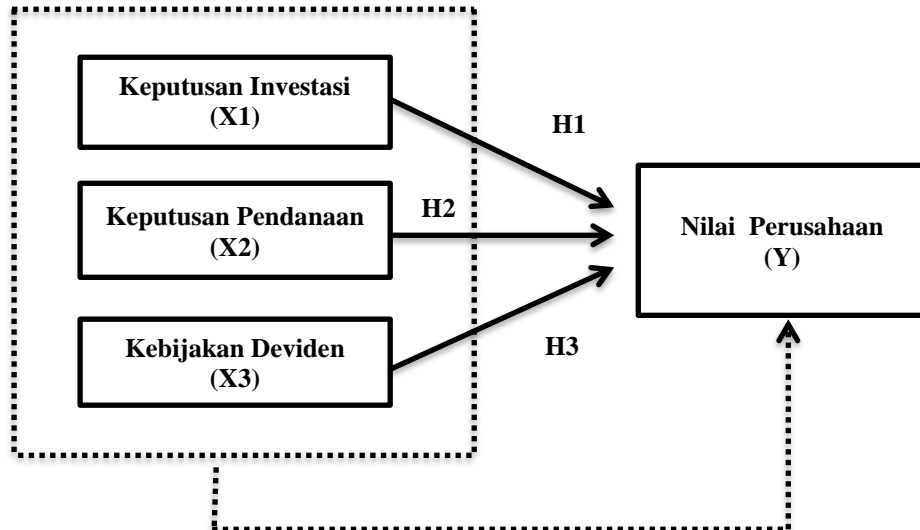 Keputusan Investasi
(X1)
H1
Keputusan Pendanaan
(X2)
H2
Nilai Perusahaan
(Y)
Kebijakan Deviden
(X3)
H3